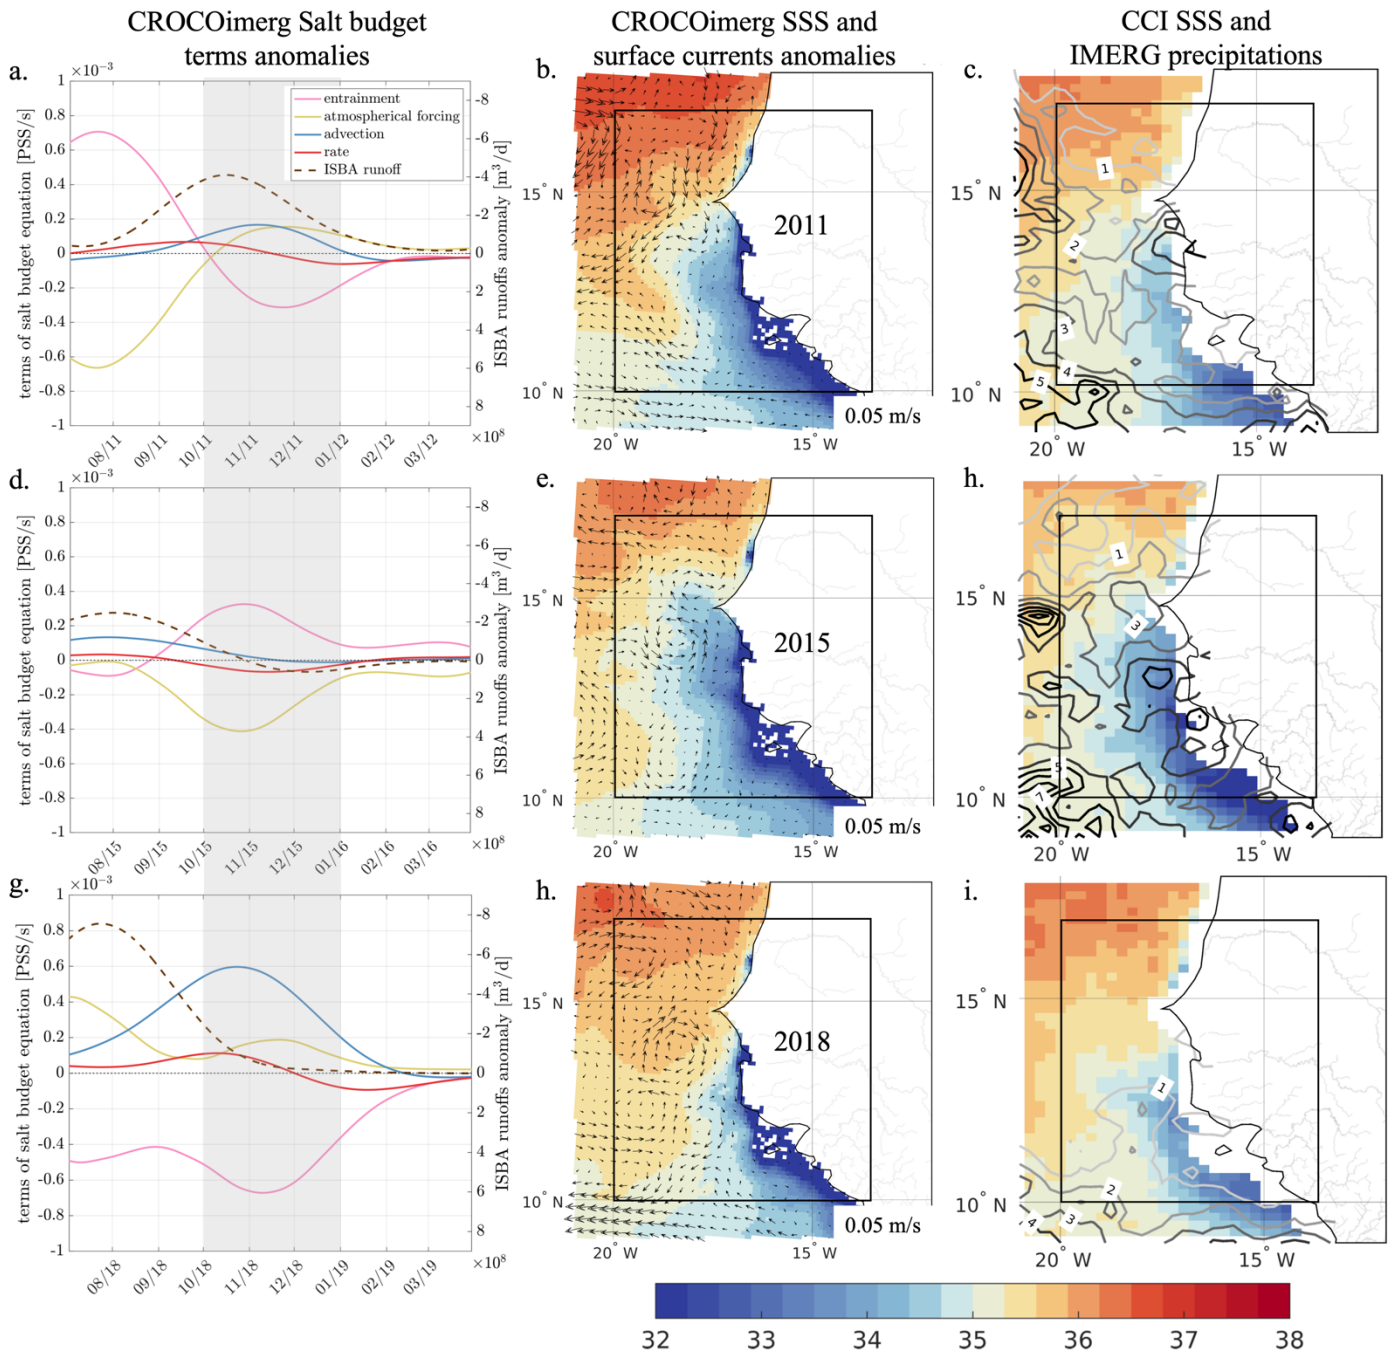 CROCOimerg Salt budget
terms anomalies
CROCOimerg SSS and
surface currents anomalies
CCI SSS and
IMERG precipitations
a.
×10⁻³
1
0.8
0.6
0.4
0.2
0
-0.2
-0.4
-0.6
-0.8
-1
terms of salt budget equation [PSS/s]
entrainment
atmospherical forcing
advection
rate
ISBA runoff
-8
-6
-4
-2
0
2
4
6
8
×10⁸
ISBA runoffs anomaly [m³/d]
08/11
09/11
10/11
11/11
12/11
01/12
02/12
03/12
b.
15° N
10° N
20° W
15°
2011
0.05 m/s
c.
15° N
10° N
20° W
15° W
1
2
3
4
5
d.
×10⁻³
1
0.8
0.6
0.4
0.2
0
-0.2
-0.4
-0.6
-0.8
-1
terms of salt budget equation [PSS/s]
-8
-6
-4
-2
0
2
4
6
8
×10⁸
ISBA runoffs anomaly [m³/d]
08/15
09/15
10/15
11/15
12/15
01/16
02/16
03/16
e.
15° N
10° N
20° W
15°
2015
0.05 m/s
h.
15° N
10° N
20° W
15° W
1
3
5
7
g.
×10⁻³
1
0.8
0.6
0.4
0.2
0
-0.2
-0.4
-0.6
-0.8
-1
terms of salt budget equation [PSS/s]
-8
-6
-4
-2
0
2
4
6
8
×10⁸
ISBA runoffs anomaly [m³/d]
08/18
09/18
10/18
11/18
12/18
01/19
02/19
03/19
h.
15° N
10° N
20° W
15°
2018
0.05 m/s
i.
15° N
10° N
20° W
15° W
1
2
3
4
32 33 34 35 36 37 38